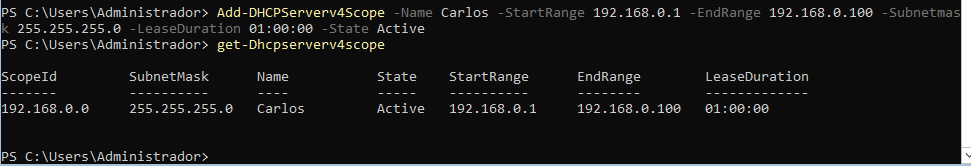 PS C:\Users\Administrador> Add-DHCPServerv4Scope -Name Carlos -StartRange 192.168.0.1 -EndRange 192.168.0.100 -Subnetmas
k 255.255.255.0 -LeaseDuration 01:00:00 -State Active
PS C:\Users\Administrador> get-Dhcpserverv4scope
ScopeId SubnetMask Name State StartRange EndRange LeaseDuration
------- ---------- ---- ----- ---------- -------- -------------
192.168.0.0 255.255.255.0 Carlos Active 192.168.0.1 192.168.0.100 01:00:00
PS C:\Users\Administrador>